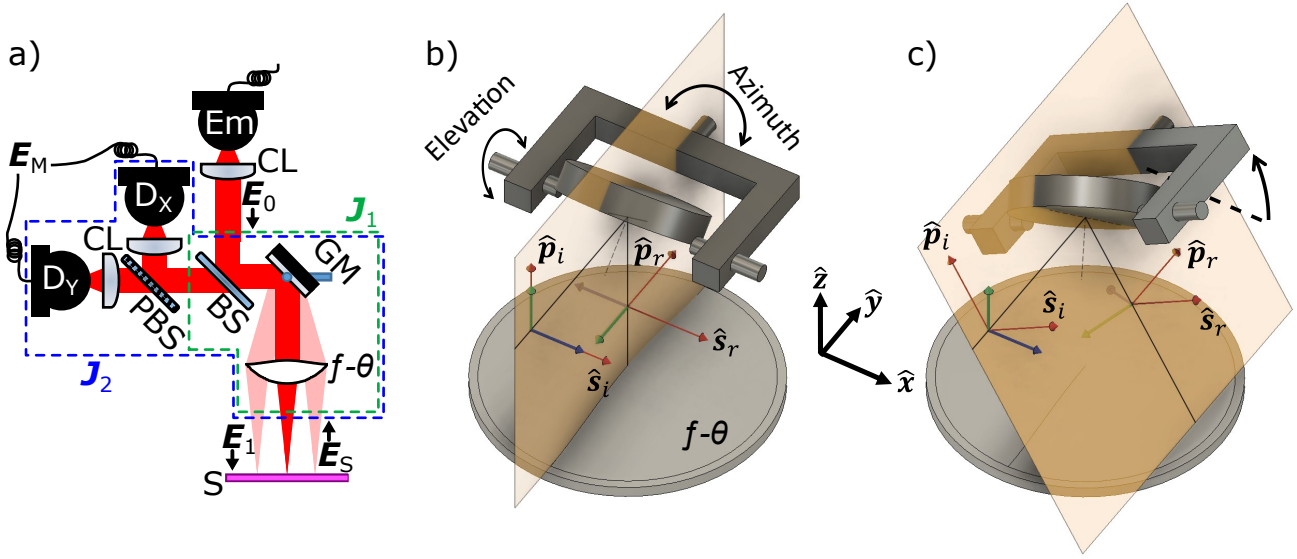 a)
Em
CL
E_M
D_X
E_0
J_1
CL
GM
D_Y
PBS
BS
J_2
f-θ
E_1
E_S
S
b)
Elevation
Azimuth
p̂_i
p̂_r
ŝ_r
ŝ_i
f-θ
ẑ
ŷ
x̂
c)
p̂_i
p̂_r
ŝ_i
ŝ_r